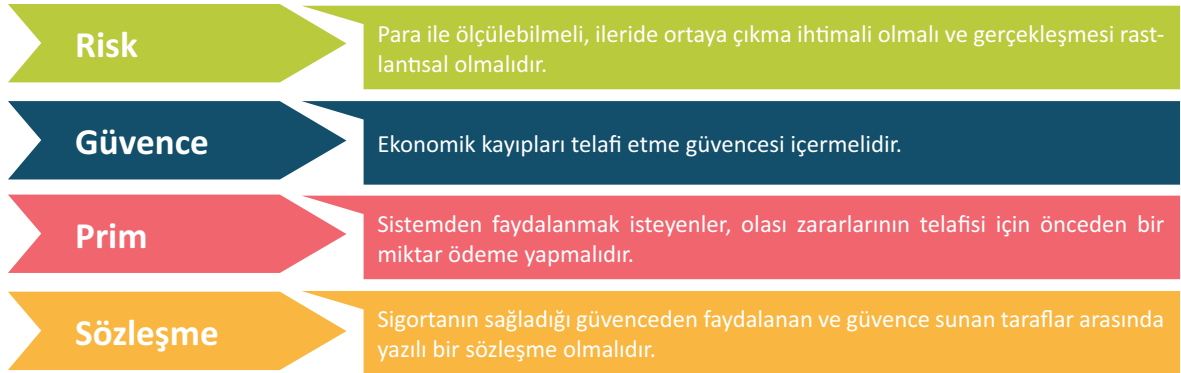 Risk
Para ile ölçülebilmeli, ileride ortaya çıkma ihtimali olmalı ve gerçekleşmesi rast-
lantısal olmalıdır.
Güvence
Ekonomik kayıpları telafi etme güvencesi içermelidir.
Prim
Sistemden faydalanmak isteyenler, olası zararlarının telafisi için önceden bir
miktar ödeme yapmalıdır.
Sözleşme
Sigortanın sağladığı güvenceden faydalanan ve güvence sunan taraflar arasında
yazılı bir sözleşme olmalıdır.